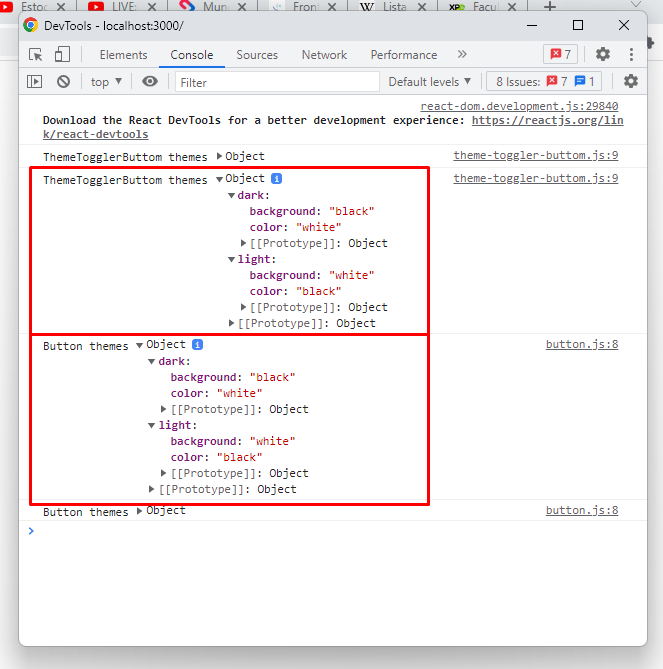 Estoc
LIVE:
Mun
Fron
Lista
XPe
Facul
DevTools - localhost:3000/
Elements Console Sources Network Performance » 7
top Filter Default levels 8 Issues: 7 1
react-dom.development.js:29840
Download the React DevTools for a better development experience: https://reactjs.org/lin
k/react-devtools
ThemeTogglerButtom themes Object theme-toggler-buttom.js:9
ThemeTogglerButtom themes Object i theme-toggler-buttom.js:9
dark:
background: "black"
color: "white"
[[Prototype]]: Object
light:
background: "white"
color: "black"
[[Prototype]]: Object
[[Prototype]]: Object
Button themes Object i button.js:8
dark:
background: "black"
color: "white"
[[Prototype]]: Object
light:
background: "white"
color: "black"
[[Prototype]]: Object
[[Prototype]]: Object
Button themes Object button.js:8